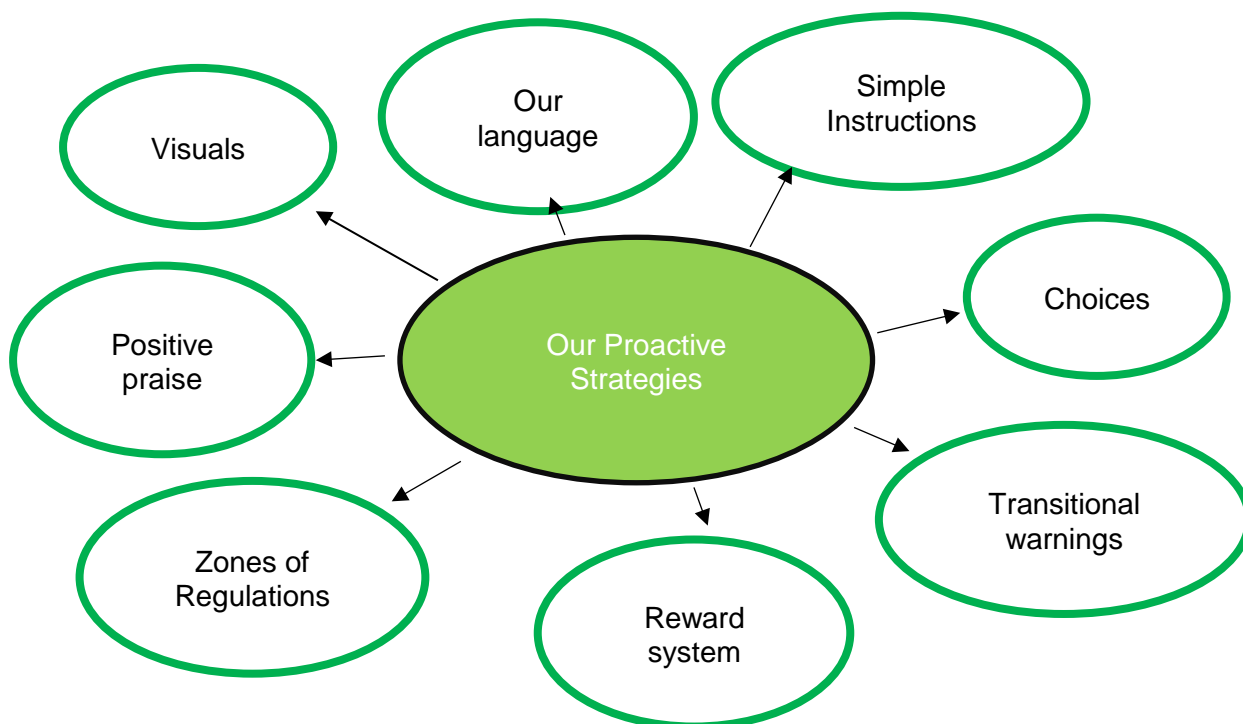 Our
language
Simple
Instructions
Visuals
Choices
Positive
praise
Our Proactive
Strategies
Transitional
warnings
Zones of
Regulations
Reward
system